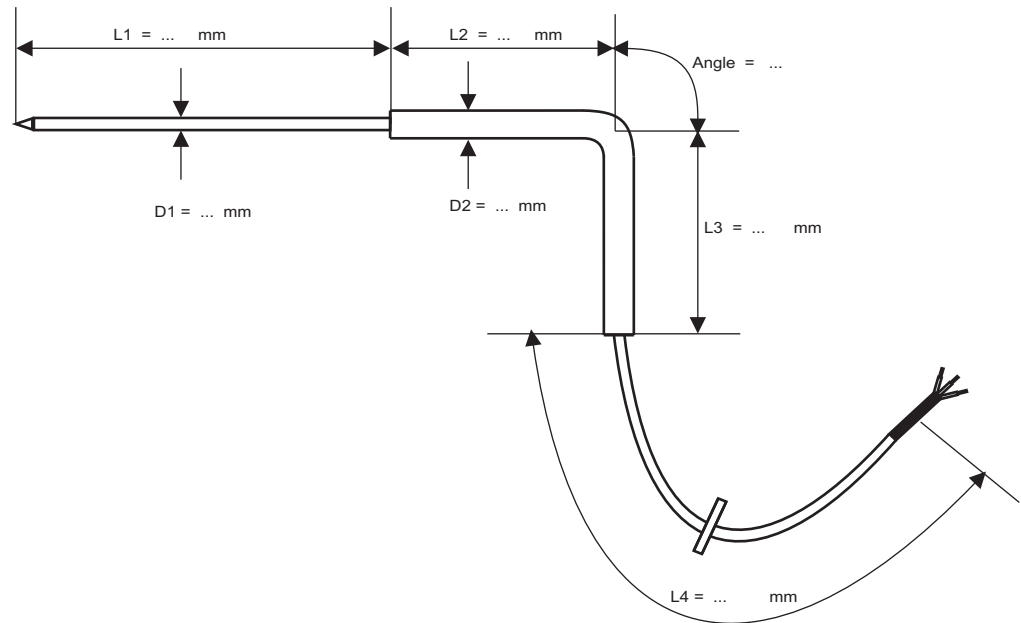 L1 = ... mm
L2 = ... mm
Angle = ...
D1 = ... mm
D2 = ... mm
L3 = ... mm
L4 = ... mm